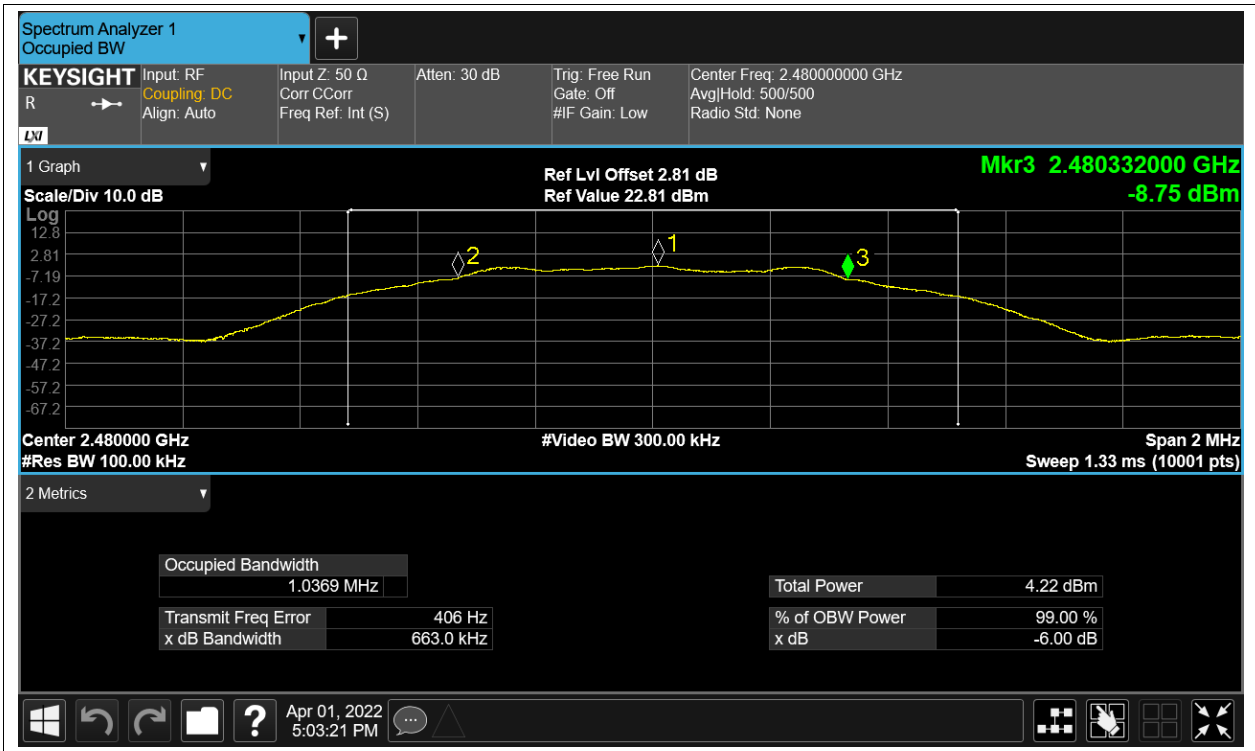 Spectrum Analyzer 1
Occupied BW
KEYSIGHT
R
LXI
Input: RF
Coupling: DC
Align: Auto
Input Z: 50 Ω
Corr CCorr
Freq Ref: Int (S)
Atten: 30 dB
Trig: Free Run
Gate: Off
#IF Gain: Low
Center Freq: 2.480000000 GHz
Avg|Hold: 500/500
Radio Std: None
1 Graph
Scale/Div 10.0 dB
Ref Lvl Offset 2.81 dB
Ref Value 22.81 dBm
Mkr3 2.480332000 GHz
-8.75 dBm
Log
12.8
2.81
-7.19
-17.2
-27.2
-37.2
-47.2
-57.2
-67.2
2
1
3
Center 2.480000 GHz
#Res BW 100.00 kHz
#Video BW 300.00 kHz
Span 2 MHz
Sweep 1.33 ms (10001 pts)
2 Metrics
Occupied Bandwidth
1.0369 MHz
Transmit Freq Error 406 Hz
x dB Bandwidth 663.0 kHz
Total Power 4.22 dBm
% of OBW Power 99.00 %
x dB -6.00 dB
?
Apr 01, 2022
5:03:21 PM